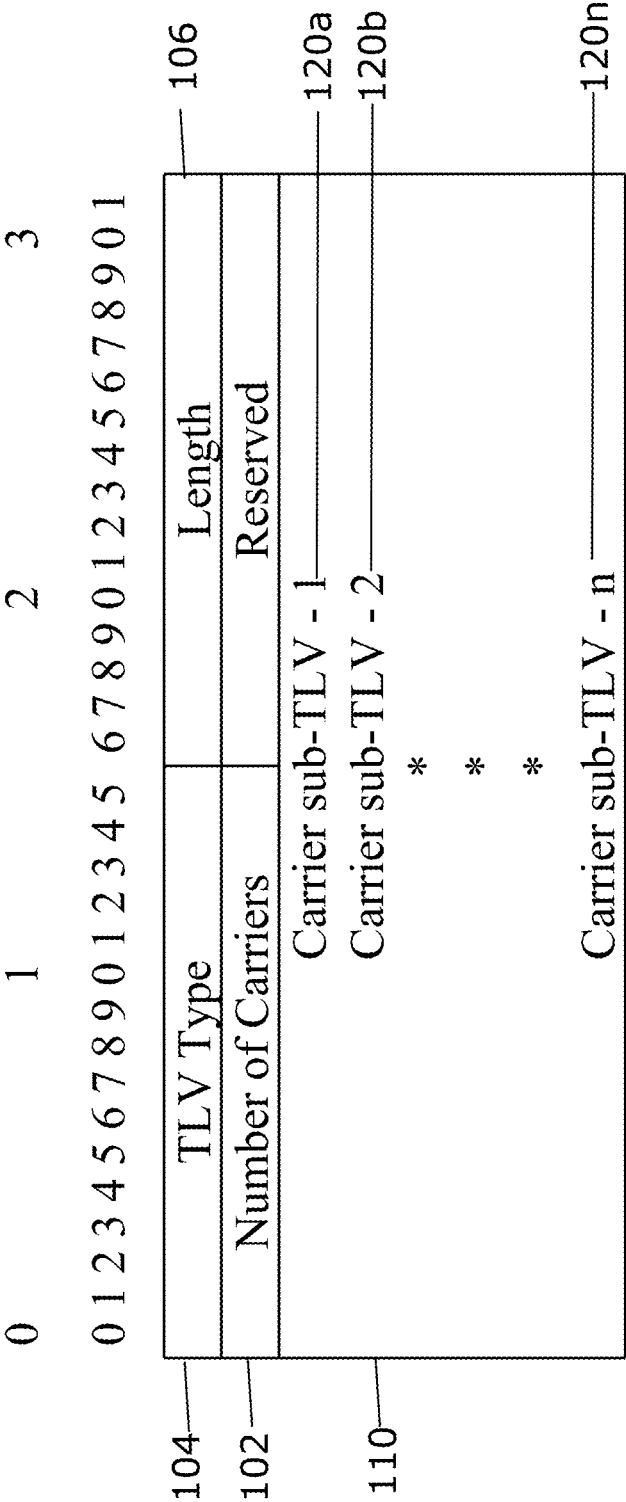 0 1 2 3
0 1 2 3 4 5 6 7 8 9 0 1 2 3 4 5 6 7 8 9 0 1 2 3 4 5 6 7 8 9 0 1
104 TLV Type Length 106
102 Number of Carriers Reserved
Carrier sub-TLV - 1 120a
110 Carrier sub-TLV - 2 120b
*
*
*
Carrier sub-TLV - n 120n